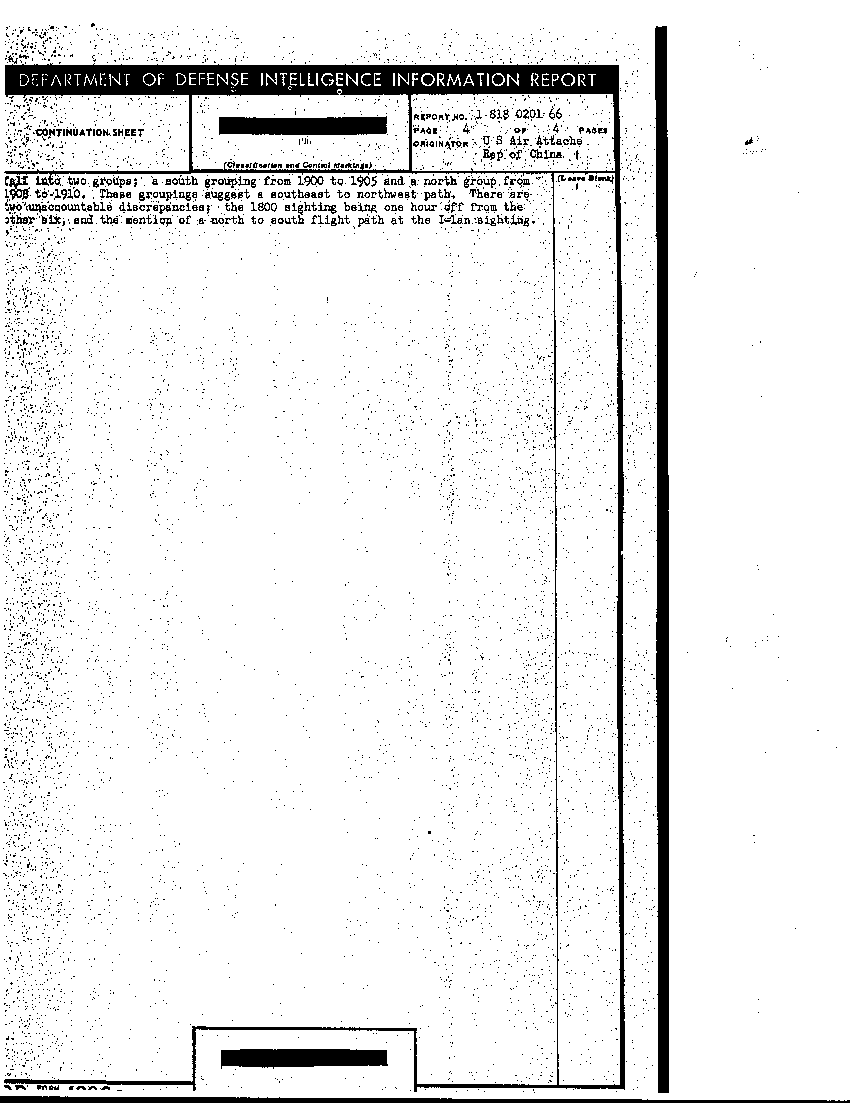 DEPARTMENT OF DEFENSE INTELLIGENCE INFORMATION REPORT
CONTINUATION SHEET
(Classification and Control Markings)
REPORT NO. 1 818 0201 66
PAGE 4 OF 4 PAGES
ORIGINATOR U S Air Attache
Rep of China
(Leave Blank)
fall into two groups; a south grouping from 1900 to 1905 and a north group from
1908 to 1910. These groupings suggest a southeast to northwest path. There are
two unaccountable discrepancies; the 1800 sighting being one hour off from the
other six, and the mention of a north to south flight path at the I-lan sighting.
FORM